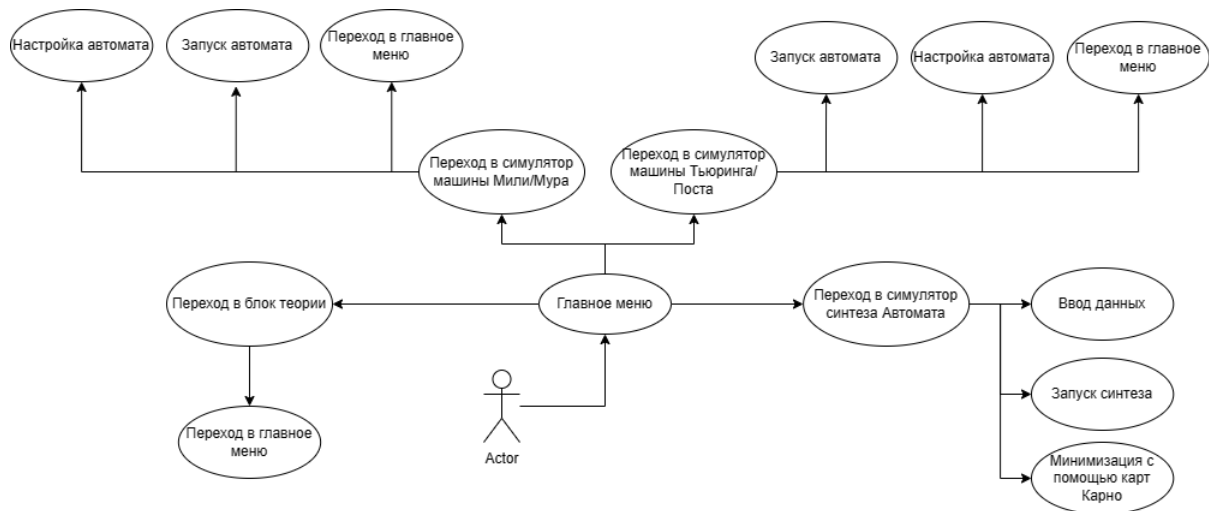 Настройка автомата
Запуск автомата
Переход в главное
меню
Запуск автомата
Настройка автомата
Переход в главное
меню
Переход в симулятор
машины Мили/Мура
Переход в симулятор
машины Тьюринга/
Поста
Переход в блок теории
Главное меню
Переход в симулятор
синтеза Автомата
Ввод данных
Запуск синтеза
Переход в главное
меню
Actor
Минимизация с
помощью карт
Карно